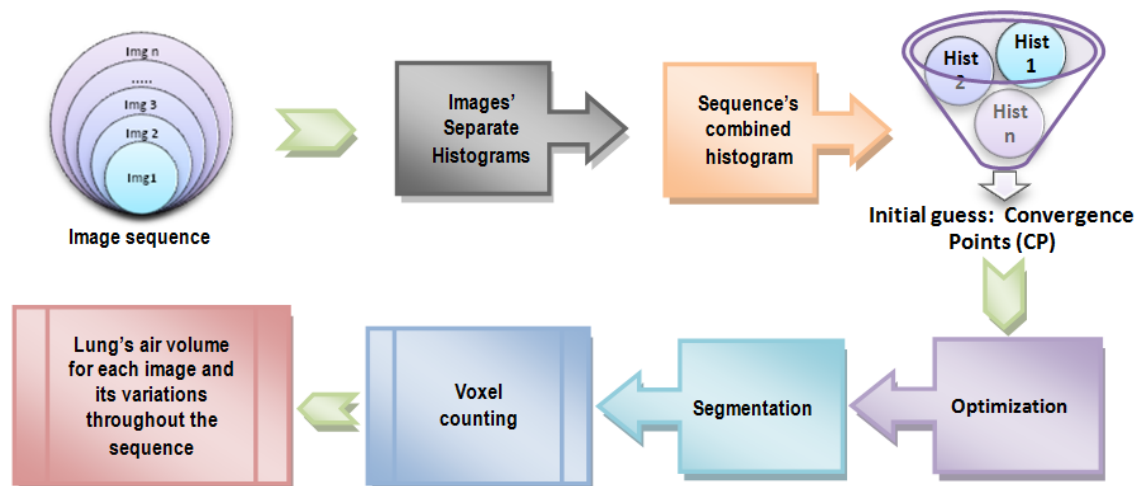 Img n
.....
Img 3
Img 2
Img1
Image sequence
Images'
Separate
Histograms
Sequence's
combined
histogram
Hist
1
Hist
2
Hist
n
Initial guess: Convergence
Points (CP)
Optimization
Segmentation
Voxel
counting
Lung's air volume
for each image and
its variations
throughout the
sequence